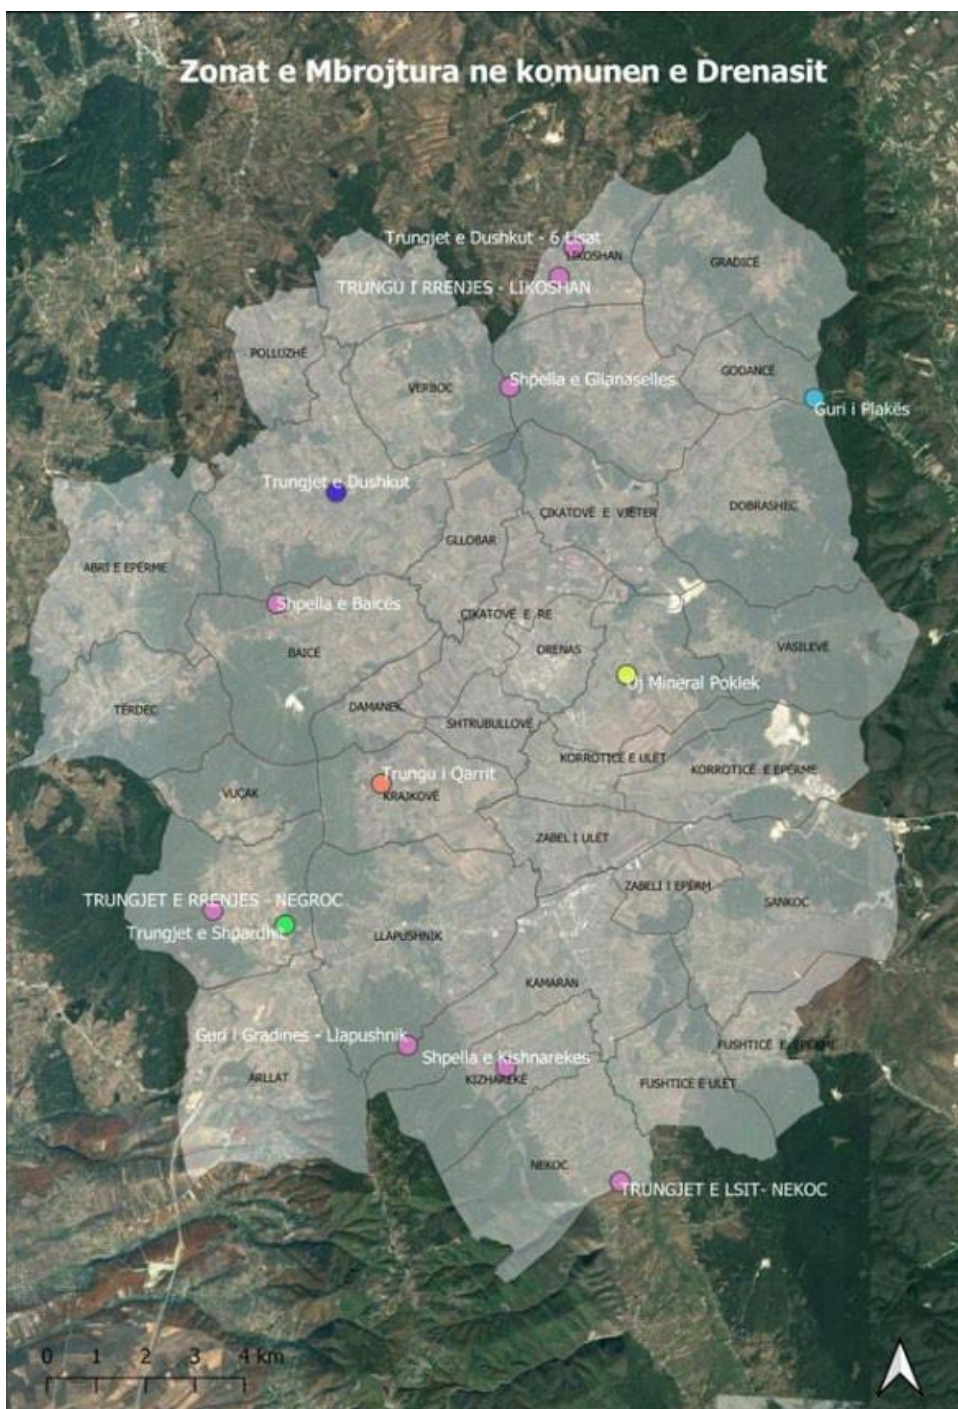 Zonat e Mbrojtura ne komunen e Drenasit
Trungjet e Dushkut - 6 Lisat
LIKOSHAN
GRADICË
TRUNGU I RRENJES - LIKOSHAN
POLLUZHË
GODANCË
VERBOC
Shpella e Gllanaselles
Guri i Plakës
Trungjet e Dushkut
DOBRASHEC
ÇIKATOVË E VJETËR
GLLOBAR
ABRI E EPËRME
Shpella e Baicës
ÇIKATOVË E RE
BAICË
DRENAS
VASILEVË
Uj Mineral Poklek
TËRDEC
DAMANEK
SHTRUBULLOVË
KORROTICË E ULËT
KORROTICË E EPËRME
Trungu i Qarrit
VUÇAK
KRAJKOVË
ZABEL I ULËT
ZABELI I EPËRM
TRUNGJET E RRENJES - NEGROC
SANKOC
Trungjet e Shpardhit
LLAPUSHNIK
KAMARAN
Guri i Gradines - Llapushnik
FUSHTICË E EPËRME
Shpella e Kishnarekes
ARLLAT
KIZHAREKË
FUSHTICË E ULËT
NEKOC
TRUNGJET E LSIT- NEKOC
0 1 2 3 4 km